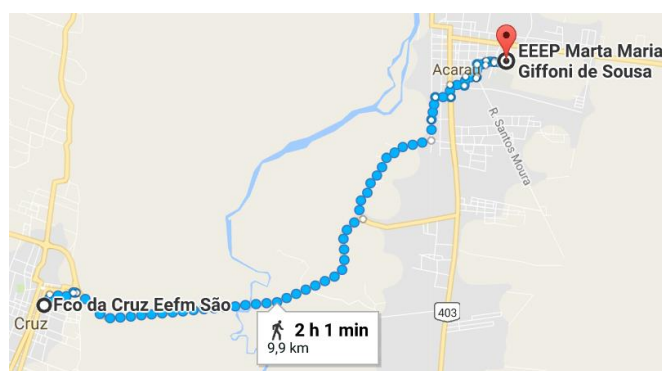 EEEP Marta Maria
Giffoni de Sousa
Acaraú
R. Santos Moura
Fco da Cruz Eefm São
Cruz
2 h 1 min
9,9 km
403